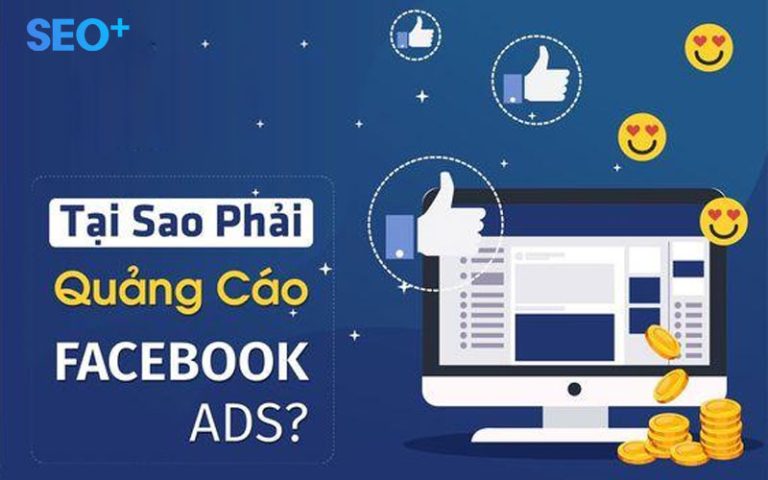 SEO+
Tại Sao Phải
Quảng Cáo
FACEBOOK
ADS?